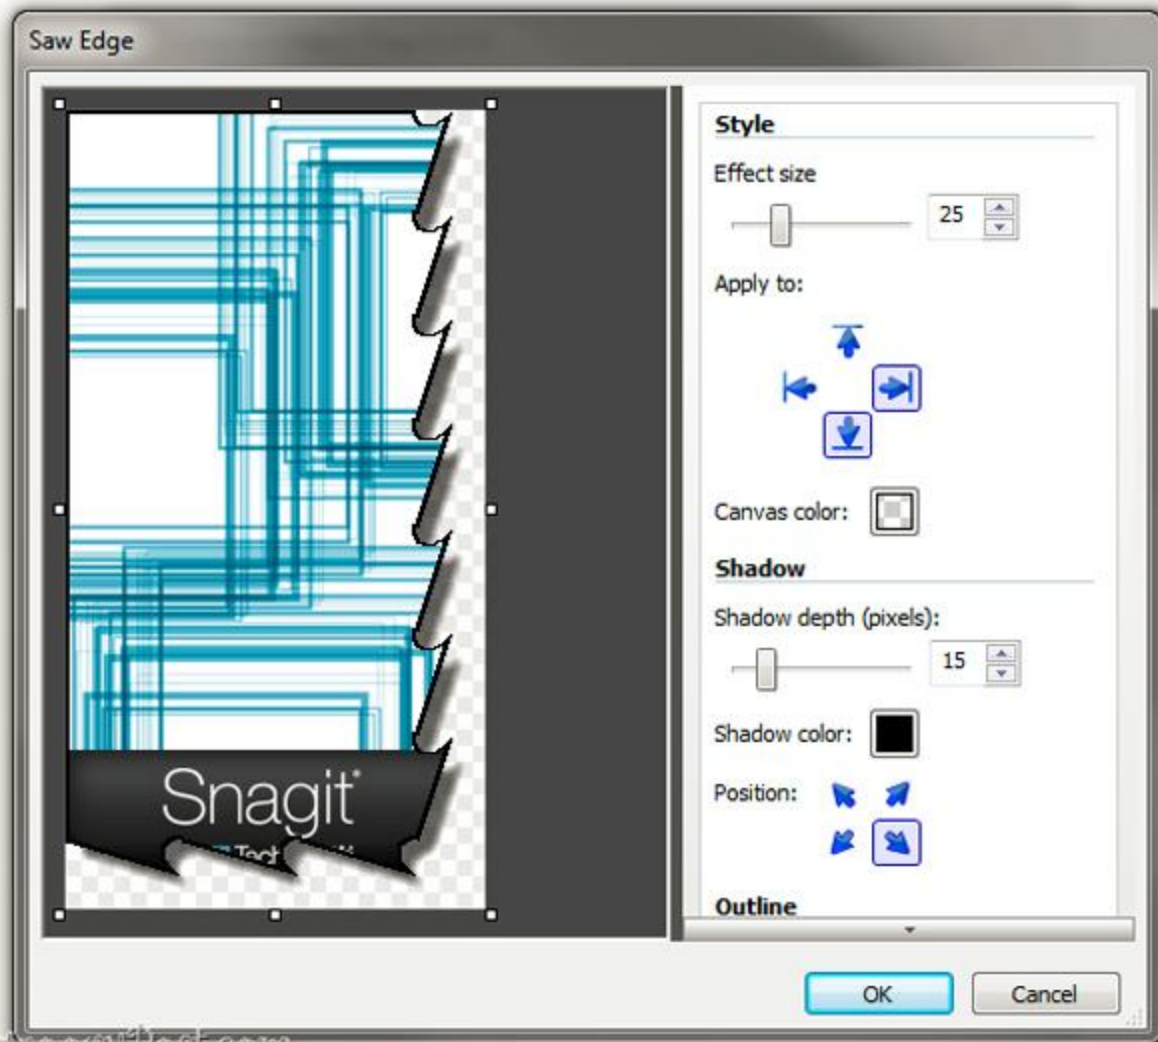 Saw Edge
Style
Effect size
25
Apply to:
Canvas color:
Shadow
Shadow depth (pixels):
15
Shadow color:
Position:
Outline
Snagit®
OK
Cancel